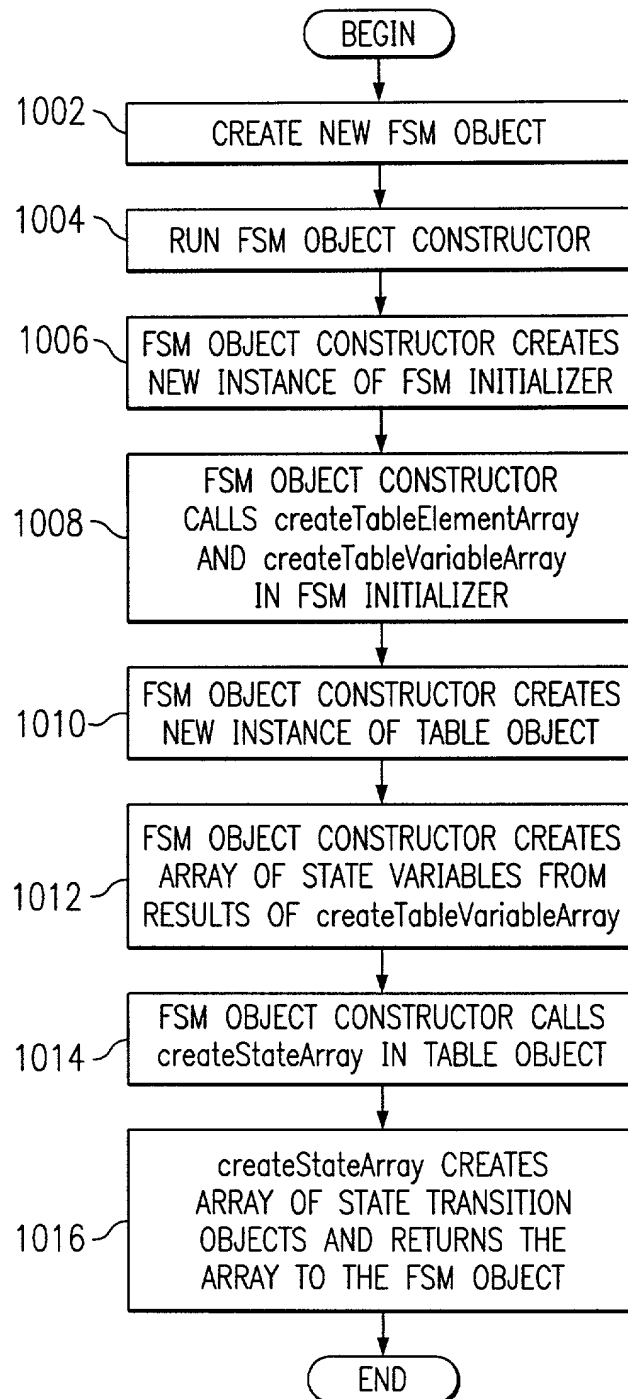 BEGIN
1002
CREATE NEW FSM OBJECT
1004
RUN FSM OBJECT CONSTRUCTOR
1006
FSM OBJECT CONSTRUCTOR CREATES
NEW INSTANCE OF FSM INITIALIZER
1008
FSM OBJECT CONSTRUCTOR
CALLS createTableElementArray
AND createTableVariableArray
IN FSM INITIALIZER
1010
FSM OBJECT CONSTRUCTOR CREATES
NEW INSTANCE OF TABLE OBJECT
1012
FSM OBJECT CONSTRUCTOR CREATES
ARRAY OF STATE VARIABLES FROM
RESULTS OF createTableVariableArray
1014
FSM OBJECT CONSTRUCTOR CALLS
createStateArray IN TABLE OBJECT
1016
createStateArray CREATES
ARRAY OF STATE TRANSITION
OBJECTS AND RETURNS THE
ARRAY TO THE FSM OBJECT
END